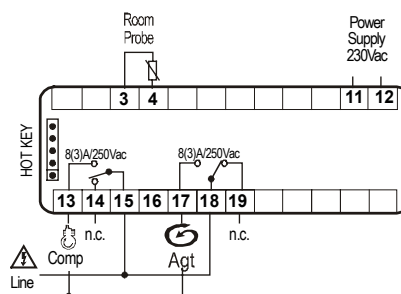 Room
Probe
Power
Supply
230Vac
3 4 11 12
HOT KEY
8(3)A/250Vac 8(3)A/250Vac
13 14 15 16 17 18 19
n.c. n.c.
Comp Agt
Line